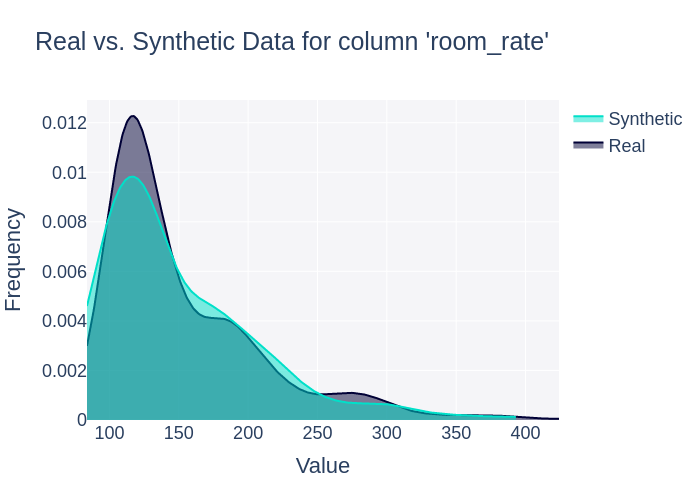 Real vs. Synthetic Data for column 'room_rate'
Synthetic
Real
Frequency
0.012
0.01
0.008
0.006
0.004
0.002
0
100 150 200 250 300 350 400
Value